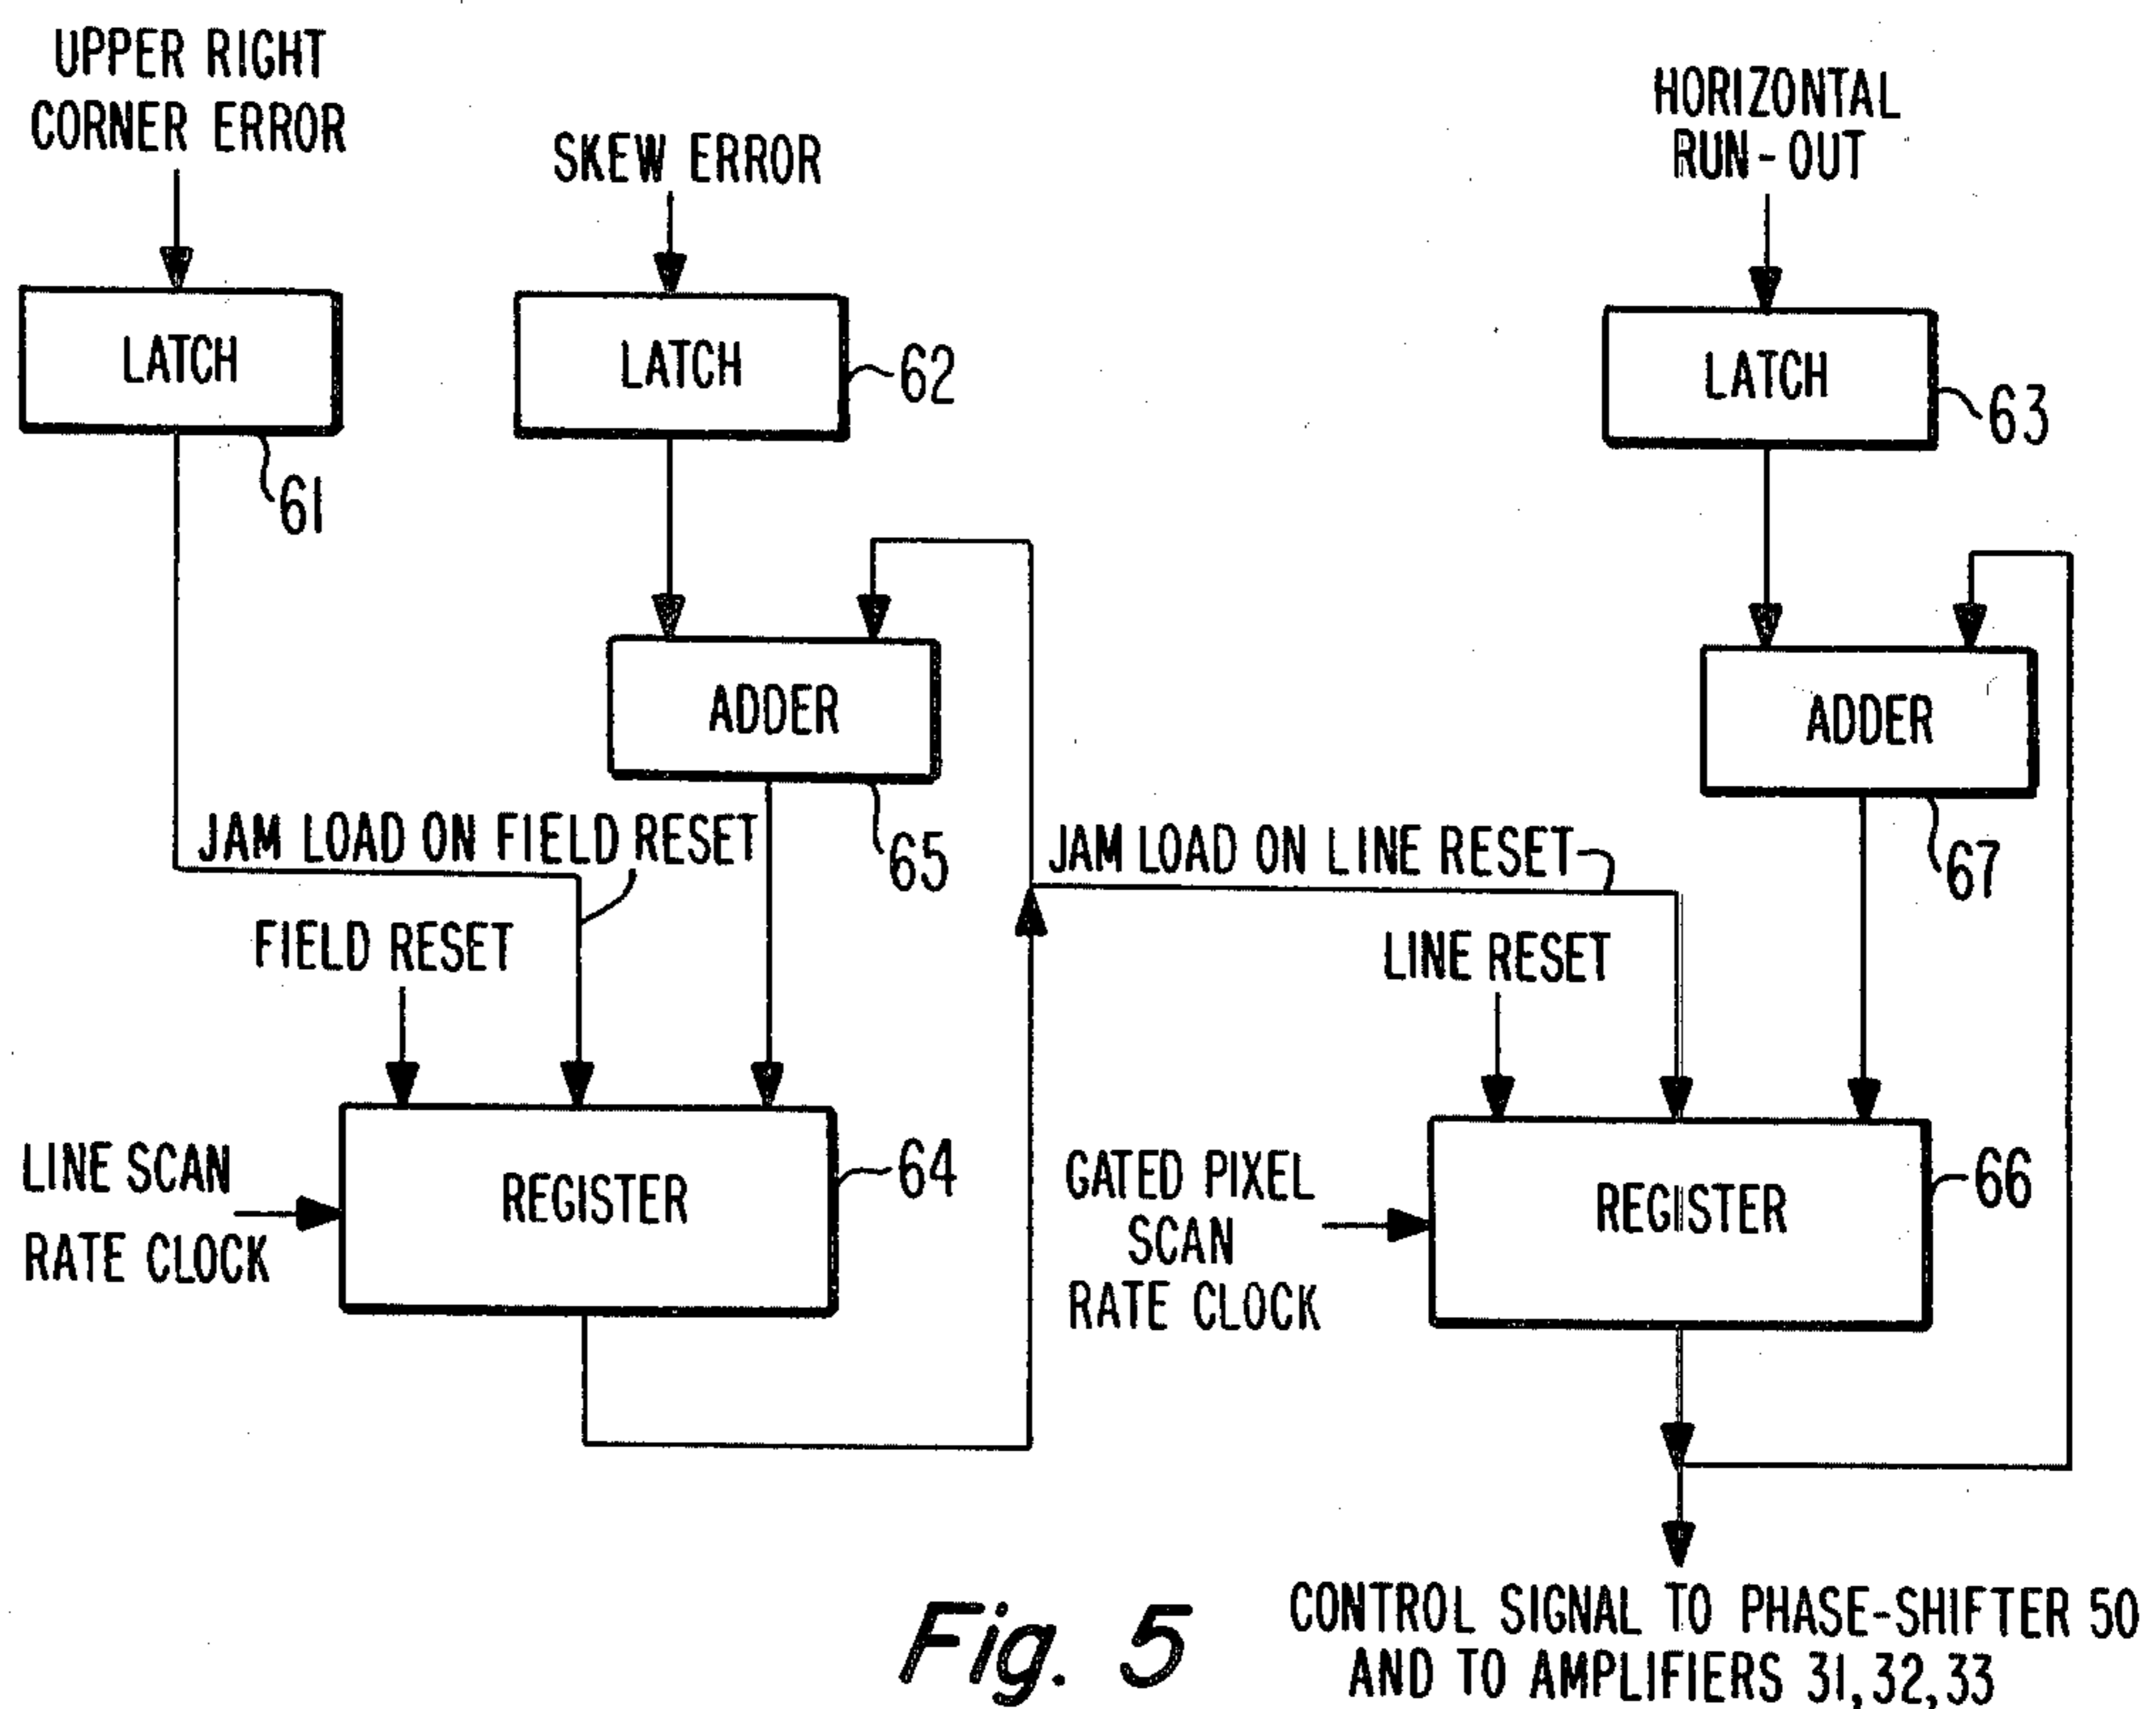 UPPER RIGHT
CORNER ERROR
SKEW ERROR
HORIZONTAL
RUN-OUT
LATCH
61
LATCH
62
LATCH
63
ADDER
65
ADDER
67
JAM LOAD ON FIELD RESET
JAM LOAD ON LINE RESET
FIELD RESET
LINE RESET
LINE SCAN
RATE CLOCK
REGISTER
64
GATED PIXEL
SCAN
RATE CLOCK
REGISTER
66
Fig. 5
CONTROL SIGNAL TO PHASE-SHIFTER 50
AND TO AMPLIFIERS 31,32,33